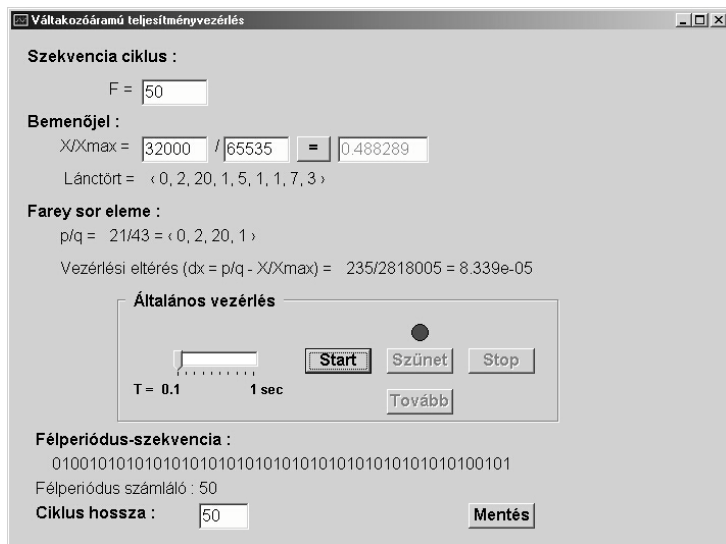 Váltakozóáramú teljesítményvezérlés
Szekvencia ciklus :
F = 50
Bemenőjel :
X/Xmax = 32000 / 65535 = 0.488289
Lánctört = ‹ 0, 2, 20, 1, 5, 1, 1, 7, 3 ›
Farey sor eleme :
p/q = 21/43 = ‹ 0, 2, 20, 1 ›
Vezérlési eltérés (dx = p/q - X/Xmax) = 235/2818005 = 8.339e-05
Általános vezérlés
Start Szünet Stop
T = 0.1 1 sec
Tovább
Félperiódus-szekvencia :
01001010101010101010101010101010101010101010100101
Félperiódus számláló : 50
Ciklus hossza : 50 Mentés